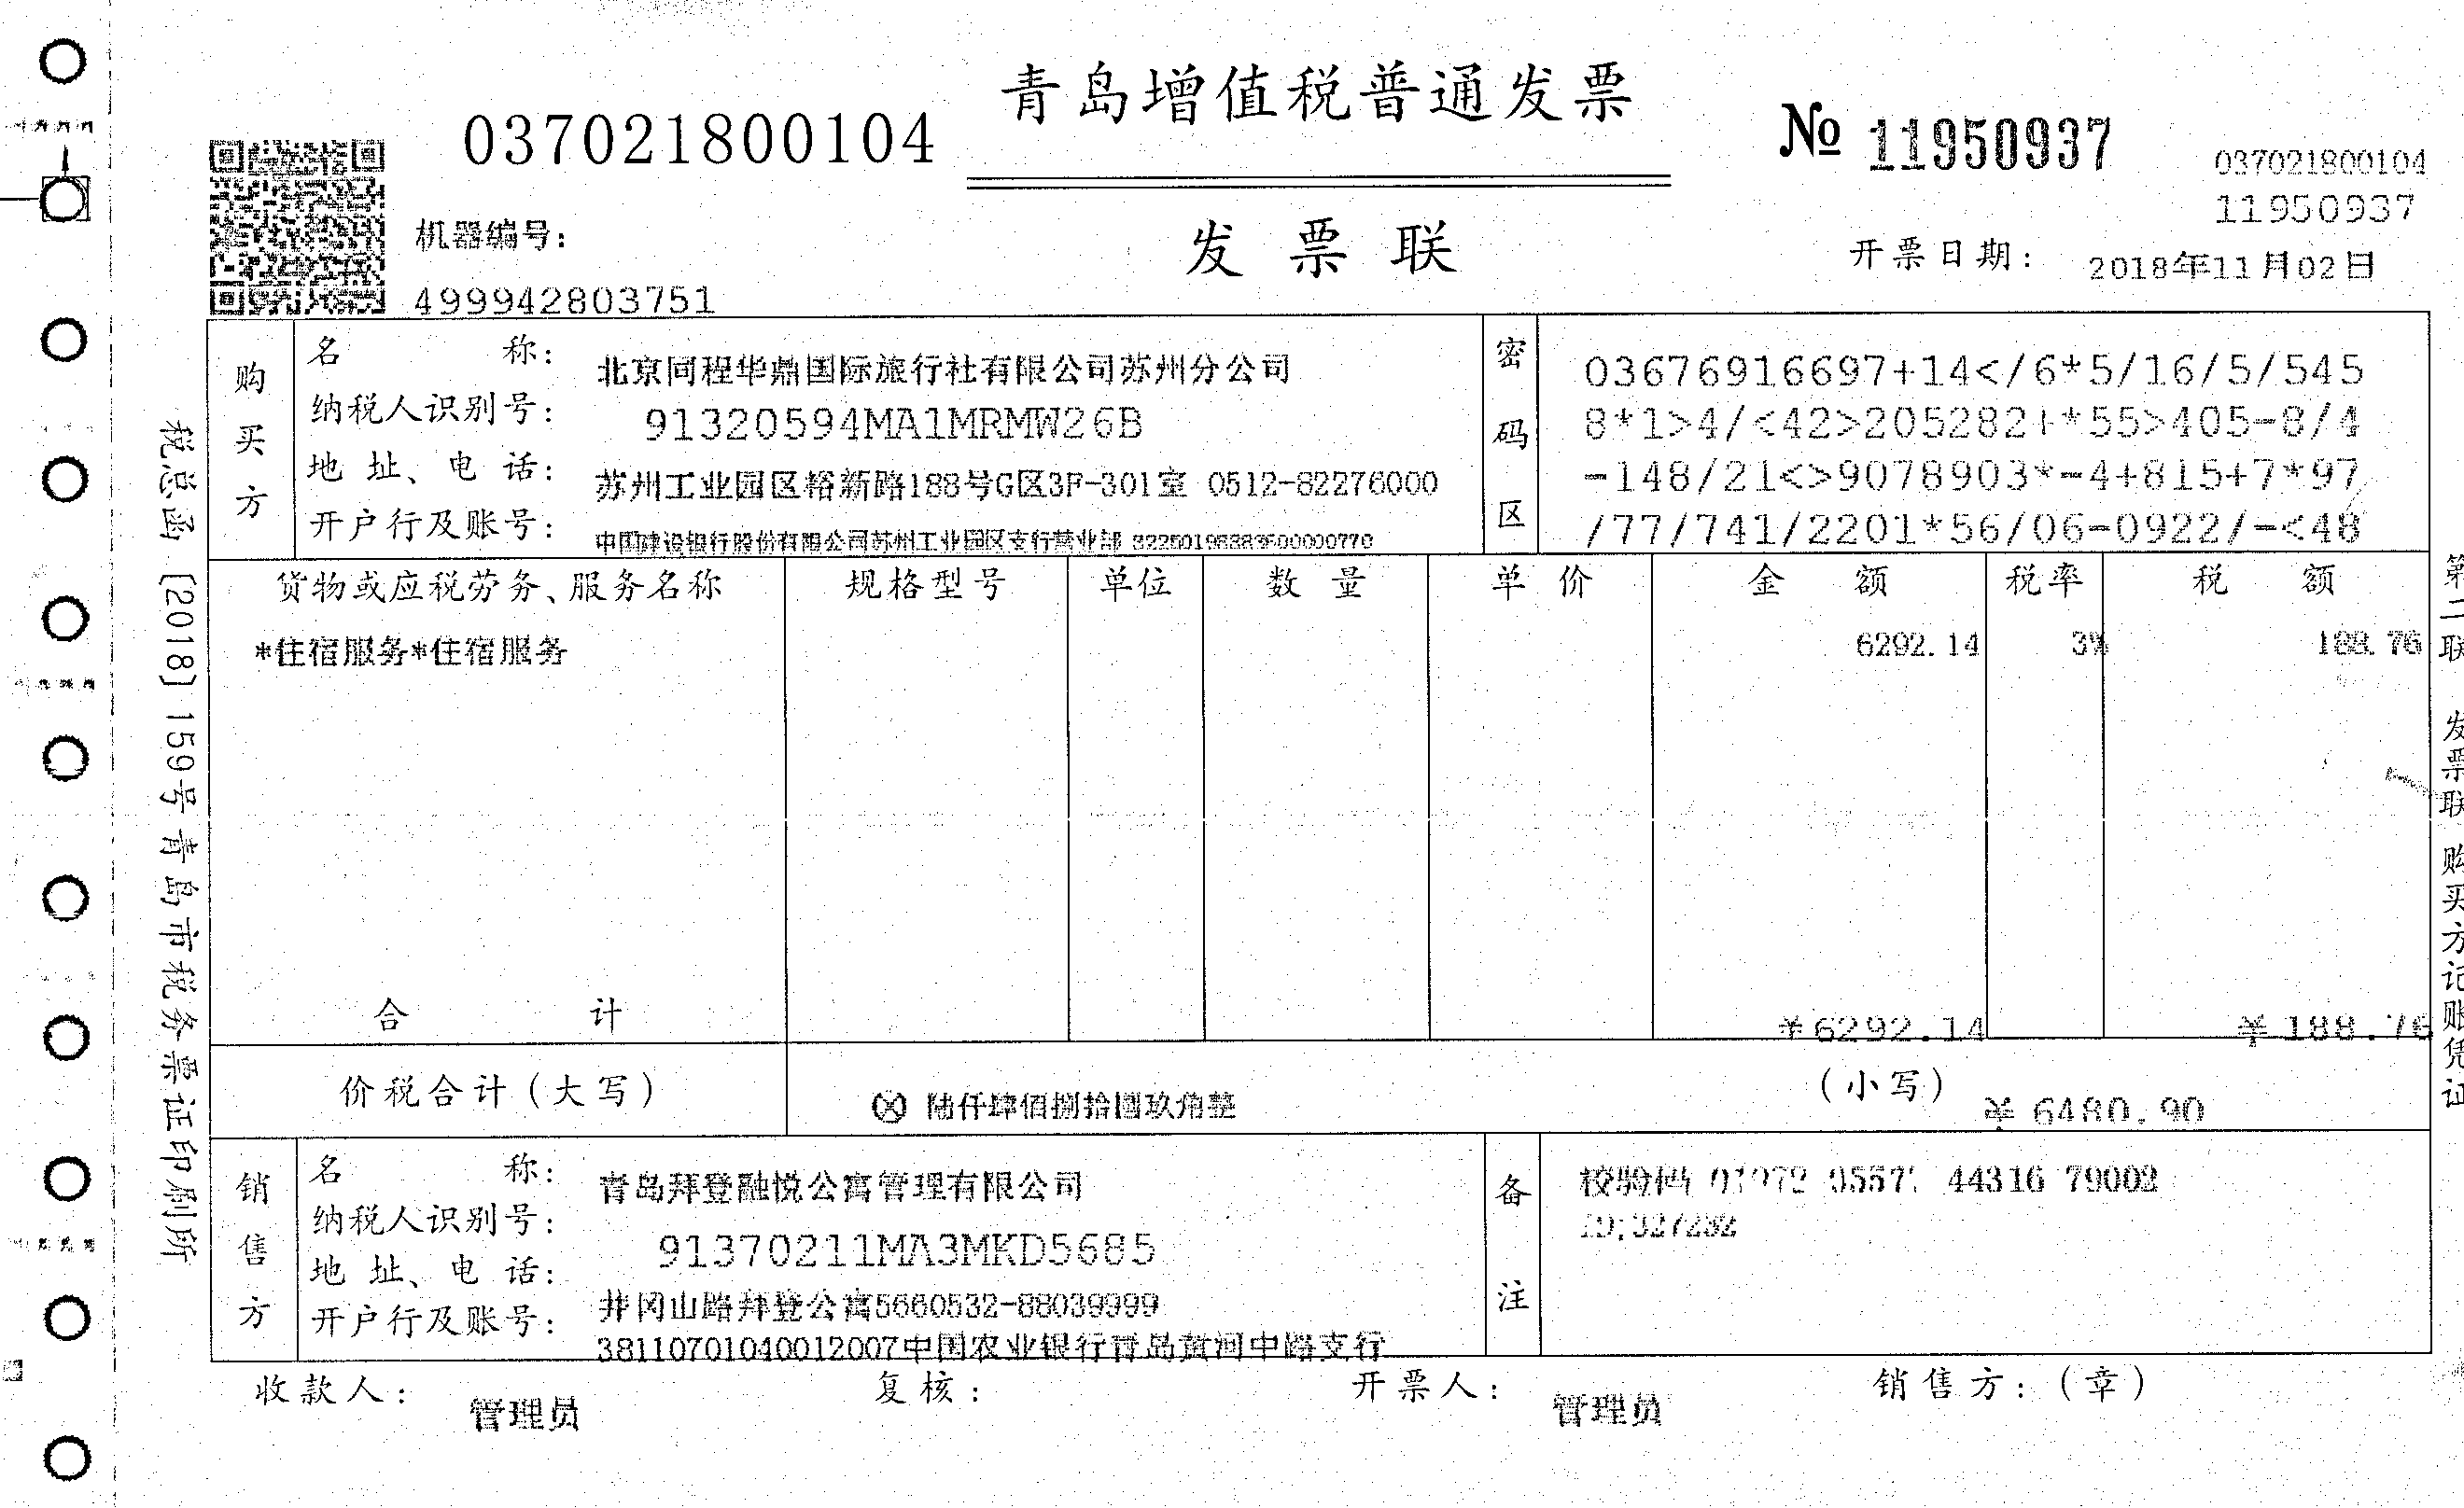 青岛增值税普通发票
037021800104
No 11950937
037021800104
11950937
机器编号:
499942803751
发票联
开票日期: 2018年11月02日
购买方
名称: 北京同程华鼎国际旅行社有限公司苏州分公司
纳税人识别号: 91320594MA1MRMW26B
地址、电话: 苏州工业园区裕新路188号G区3F-301室 0512-82276000
开户行及账号: 中国建设银行股份有限公司苏州工业园区支行营业部
密码区
03676916697+14</6*5/16/5/545
8*1>4/<42>205282+*55>405-8/4
-148/21<>9078903*-4+815+7*97
/77/741/2201*56/06-0922/-<48
货物或应税劳务、服务名称 规格型号 单位 数量 单价 金额 税率 税额
*住宿服务*住宿服务 6292.14 3% 188.76
合计 ¥6292.14 ¥188.76
价税合计(大写) ⊗ 陆仟肆佰捌拾圆玖角整 (小写) ¥6480.90
销售方
名称: 青岛拜登融悦公寓管理有限公司
纳税人识别号: 91370211MA3MKD5685
地址、电话: 井冈山路拜登公寓5660532-88039999
开户行及账号: 38110701040012007中国农业银行青岛黄河中路支行
备注
校验码 44316 79002
收款人: 管理员 复核: 开票人: 管理员 销售方:(章)
税总函[2018]159号青岛市税务票证印刷所
第二联 发票联 购买方记账凭证